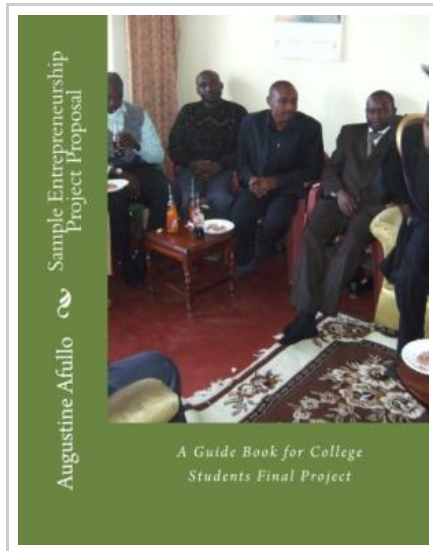 Sample Entrepreneurship
Project Proposal
Augustine Afullo
A Guide Book for College
Students Final Project